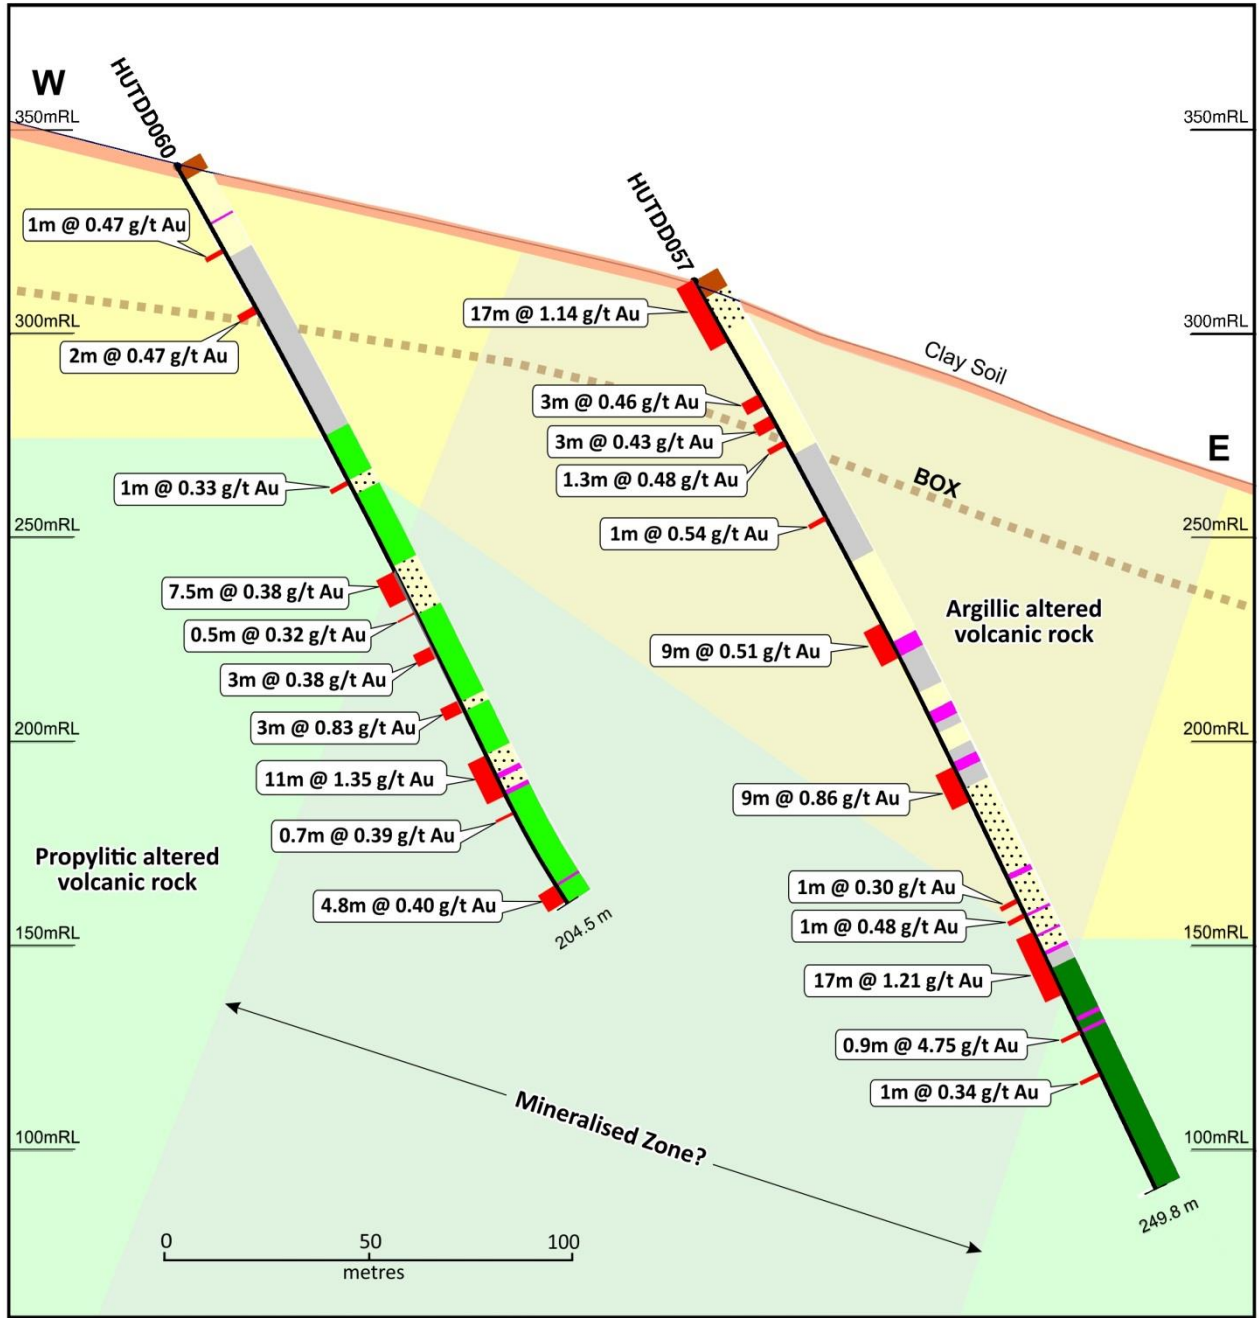 W
HUTDD060
350mRL
350mRL
HUTDD057
1m @ 0.47 g/t Au
17m @ 1.14 g/t Au
300mRL
300mRL
2m @ 0.47 g/t Au
Clay Soil
3m @ 0.46 g/t Au
3m @ 0.43 g/t Au
E
1.3m @ 0.48 g/t Au
1m @ 0.33 g/t Au
BOX
250mRL
250mRL
1m @ 0.54 g/t Au
7.5m @ 0.38 g/t Au
Argillic altered
volcanic rock
0.5m @ 0.32 g/t Au
9m @ 0.51 g/t Au
3m @ 0.38 g/t Au
3m @ 0.83 g/t Au
200mRL
200mRL
11m @ 1.35 g/t Au
9m @ 0.86 g/t Au
0.7m @ 0.39 g/t Au
Propylitic altered
volcanic rock
1m @ 0.30 g/t Au
4.8m @ 0.40 g/t Au
1m @ 0.48 g/t Au
204.5 m
150mRL
150mRL
17m @ 1.21 g/t Au
0.9m @ 4.75 g/t Au
1m @ 0.34 g/t Au
Mineralised Zone?
100mRL
100mRL
249.8 m
0 50 100
metres